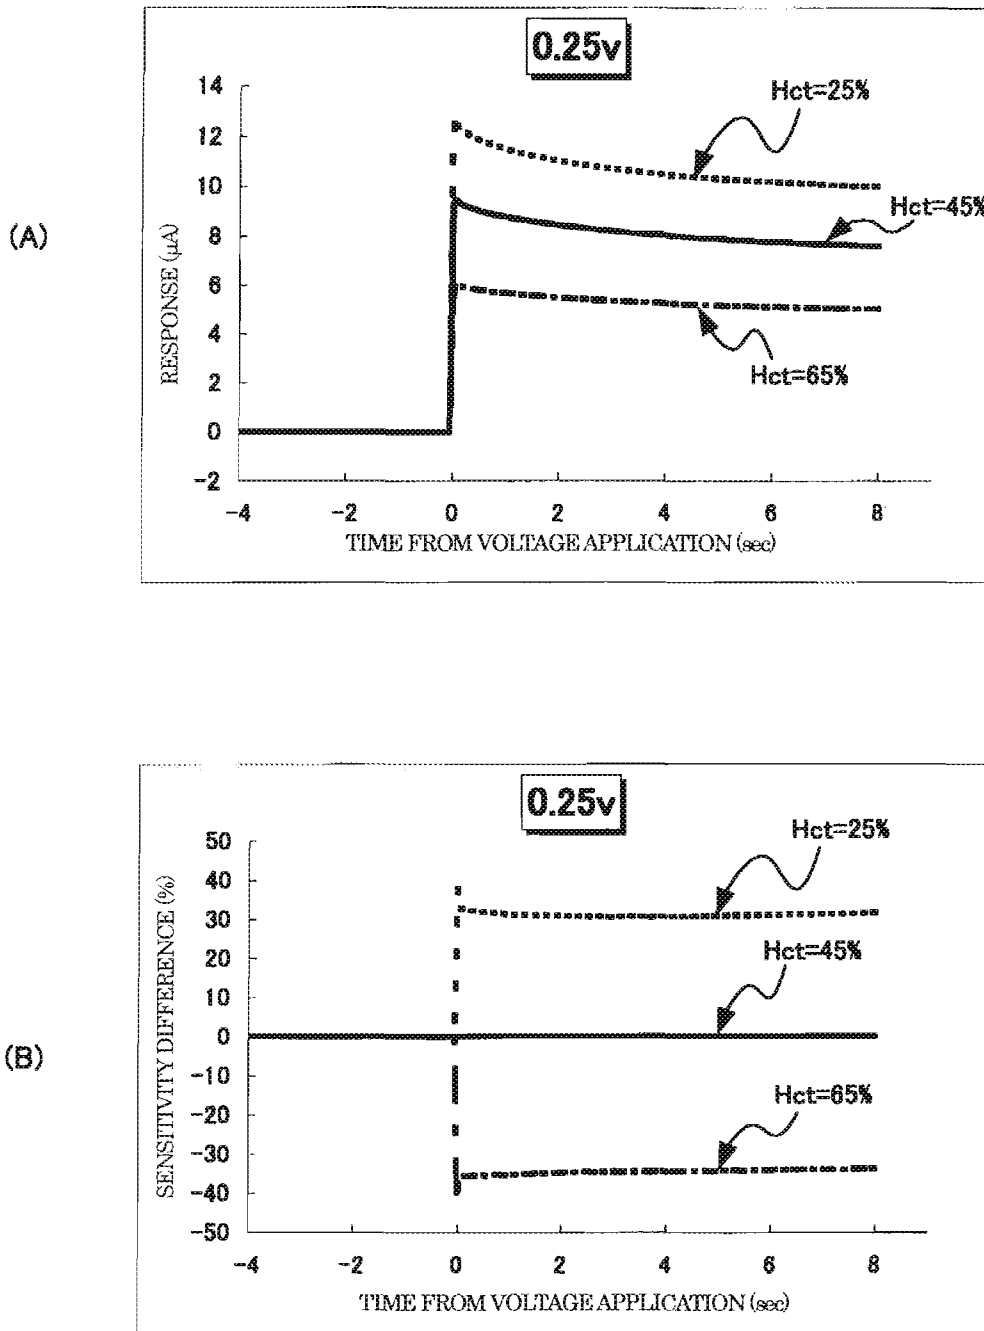 (A)
0.25v
RESPONSE (μA)
14
12
10
8
6
4
2
0
-2
-4
-2
0
2
4
6
8
Hct=25%
Hct=45%
Hct=65%
TIME FROM VOLTAGE APPLICATION (sec)
(B)
0.25v
SENSITIVITY DIFFERENCE (%)
50
40
30
20
10
0
-10
-20
-30
-40
-50
-4
-2
0
2
4
6
8
Hct=25%
Hct=45%
Hct=65%
TIME FROM VOLTAGE APPLICATION (sec)